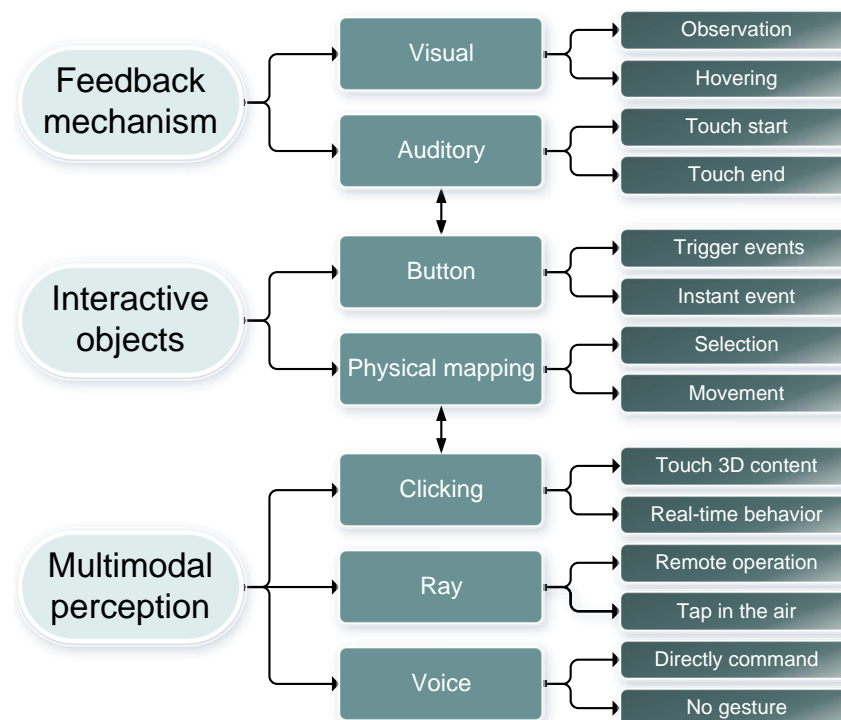 Feedback
mechanism
Visual
Observation
Hovering
Auditory
Touch start
Touch end
Interactive
objects
Button
Trigger events
Instant event
Physical mapping
Selection
Movement
Multimodal
perception
Clicking
Touch 3D content
Real-time behavior
Ray
Remote operation
Tap in the air
Voice
Directly command
No gesture